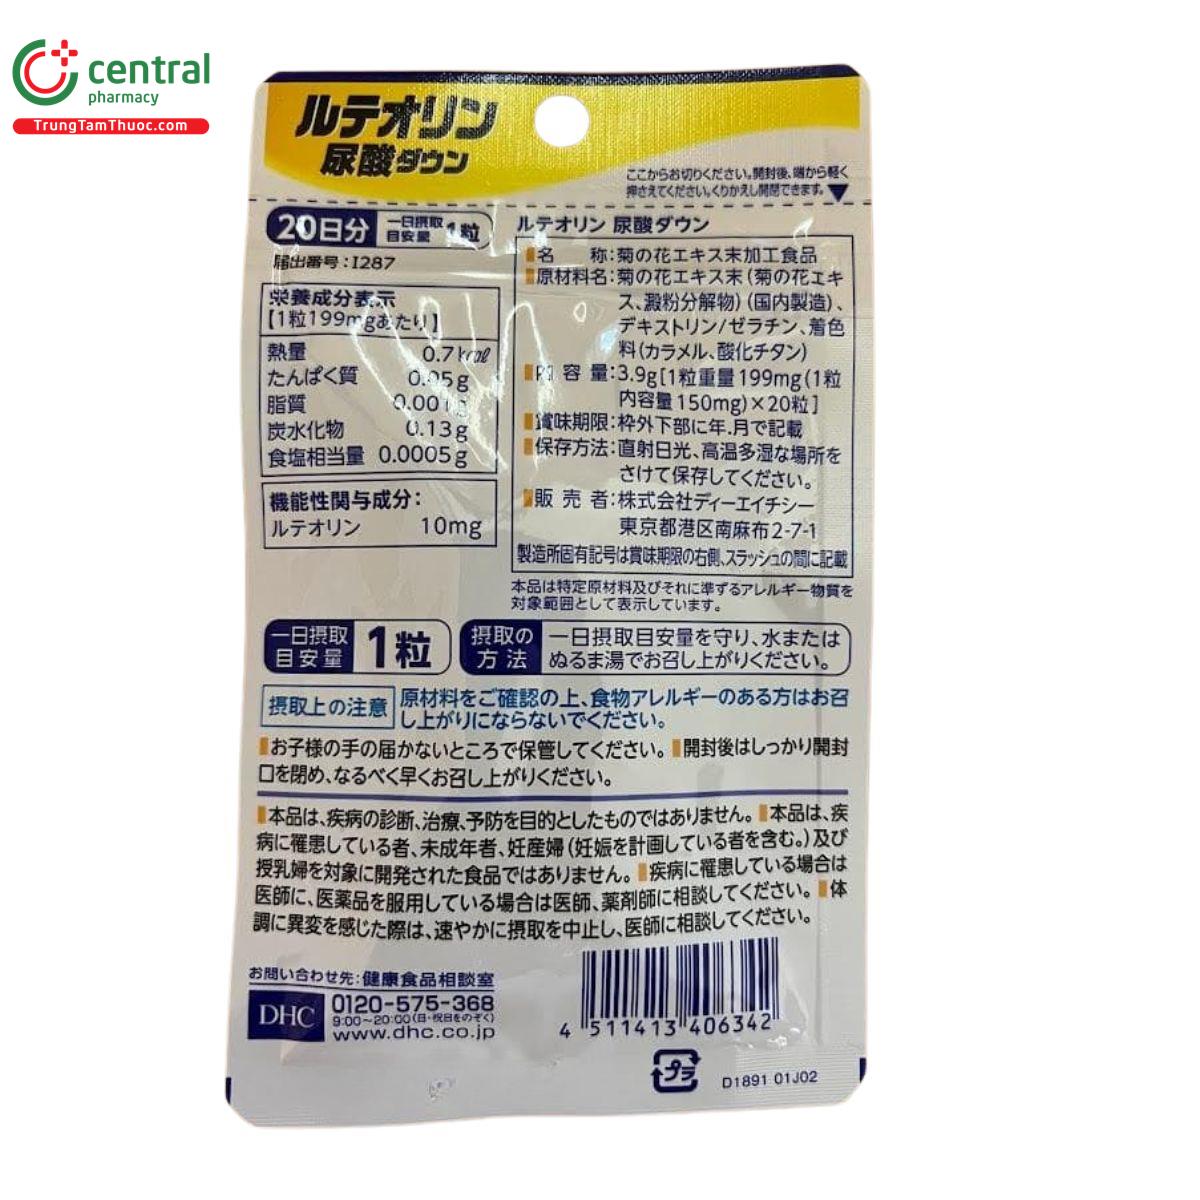 central
pharmacy
TrungTamThuoc.com
ルテオリン
尿酸ダウン
ここからお切りください。開封後、端から軽く
押さえてください。くりかえし開閉できます。▼
20日分 一日摂取目安量 1粒
届出番号:I287
栄養成分表示
【1粒199mgあたり】
熱量 0.7kcal
たんぱく質 0.05g
脂質 0.001g
炭水化物 0.13g
食塩相当量 0.0005g
機能性関与成分:
ルテオリン 10mg
ルテオリン 尿酸ダウン
名 称:菊の花エキス末加工食品
原材料名:菊の花エキス末(菊の花エキ
ス、澱粉分解物)(国内製造)、
デキストリン/ゼラチン、着色
料(カラメル、酸化チタン)
内容量:3.9g[1粒重量199mg(1粒
内容量150mg)×20粒]
賞味期限:枠外下部に年.月で記載
保存方法:直射日光、高温多湿な場所を
さけて保存してください。
販売者:株式会社ディーエイチシー
東京都港区南麻布2-7-1
製造所固有記号は賞味期限の右側、スラッシュの間に記載
本品は特定原材料及びそれに準ずるアレルギー物質を
対象範囲として表示しています。
一日摂取目安量 1粒
摂取の方法 一日摂取目安量を守り、水または
ぬるま湯でお召し上がりください。
摂取上の注意 原材料をご確認の上、食物アレルギーのある方はお召
し上がりにならないでください。
お子様の手の届かないところで保管してください。開封後はしっかり開封
口を閉め、なるべく早くお召し上がりください。
本品は、疾病の診断、治療、予防を目的としたものではありません。本品は、疾
病に罹患している者、未成年者、妊産婦(妊娠を計画している者を含む。)及び
授乳婦を対象に開発された食品ではありません。疾病に罹患している場合は
医師に、医薬品を服用している場合は医師、薬剤師に相談してください。体
調に異変を感じた際は、速やかに摂取を中止し、医師に相談してください。
お問い合わせ先:健康食品相談室
DHC 0120-575-368
9:00~20:00(日・祝日をのぞく)
www.dhc.co.jp
4 511413 406342
プラ
D1891 01J02